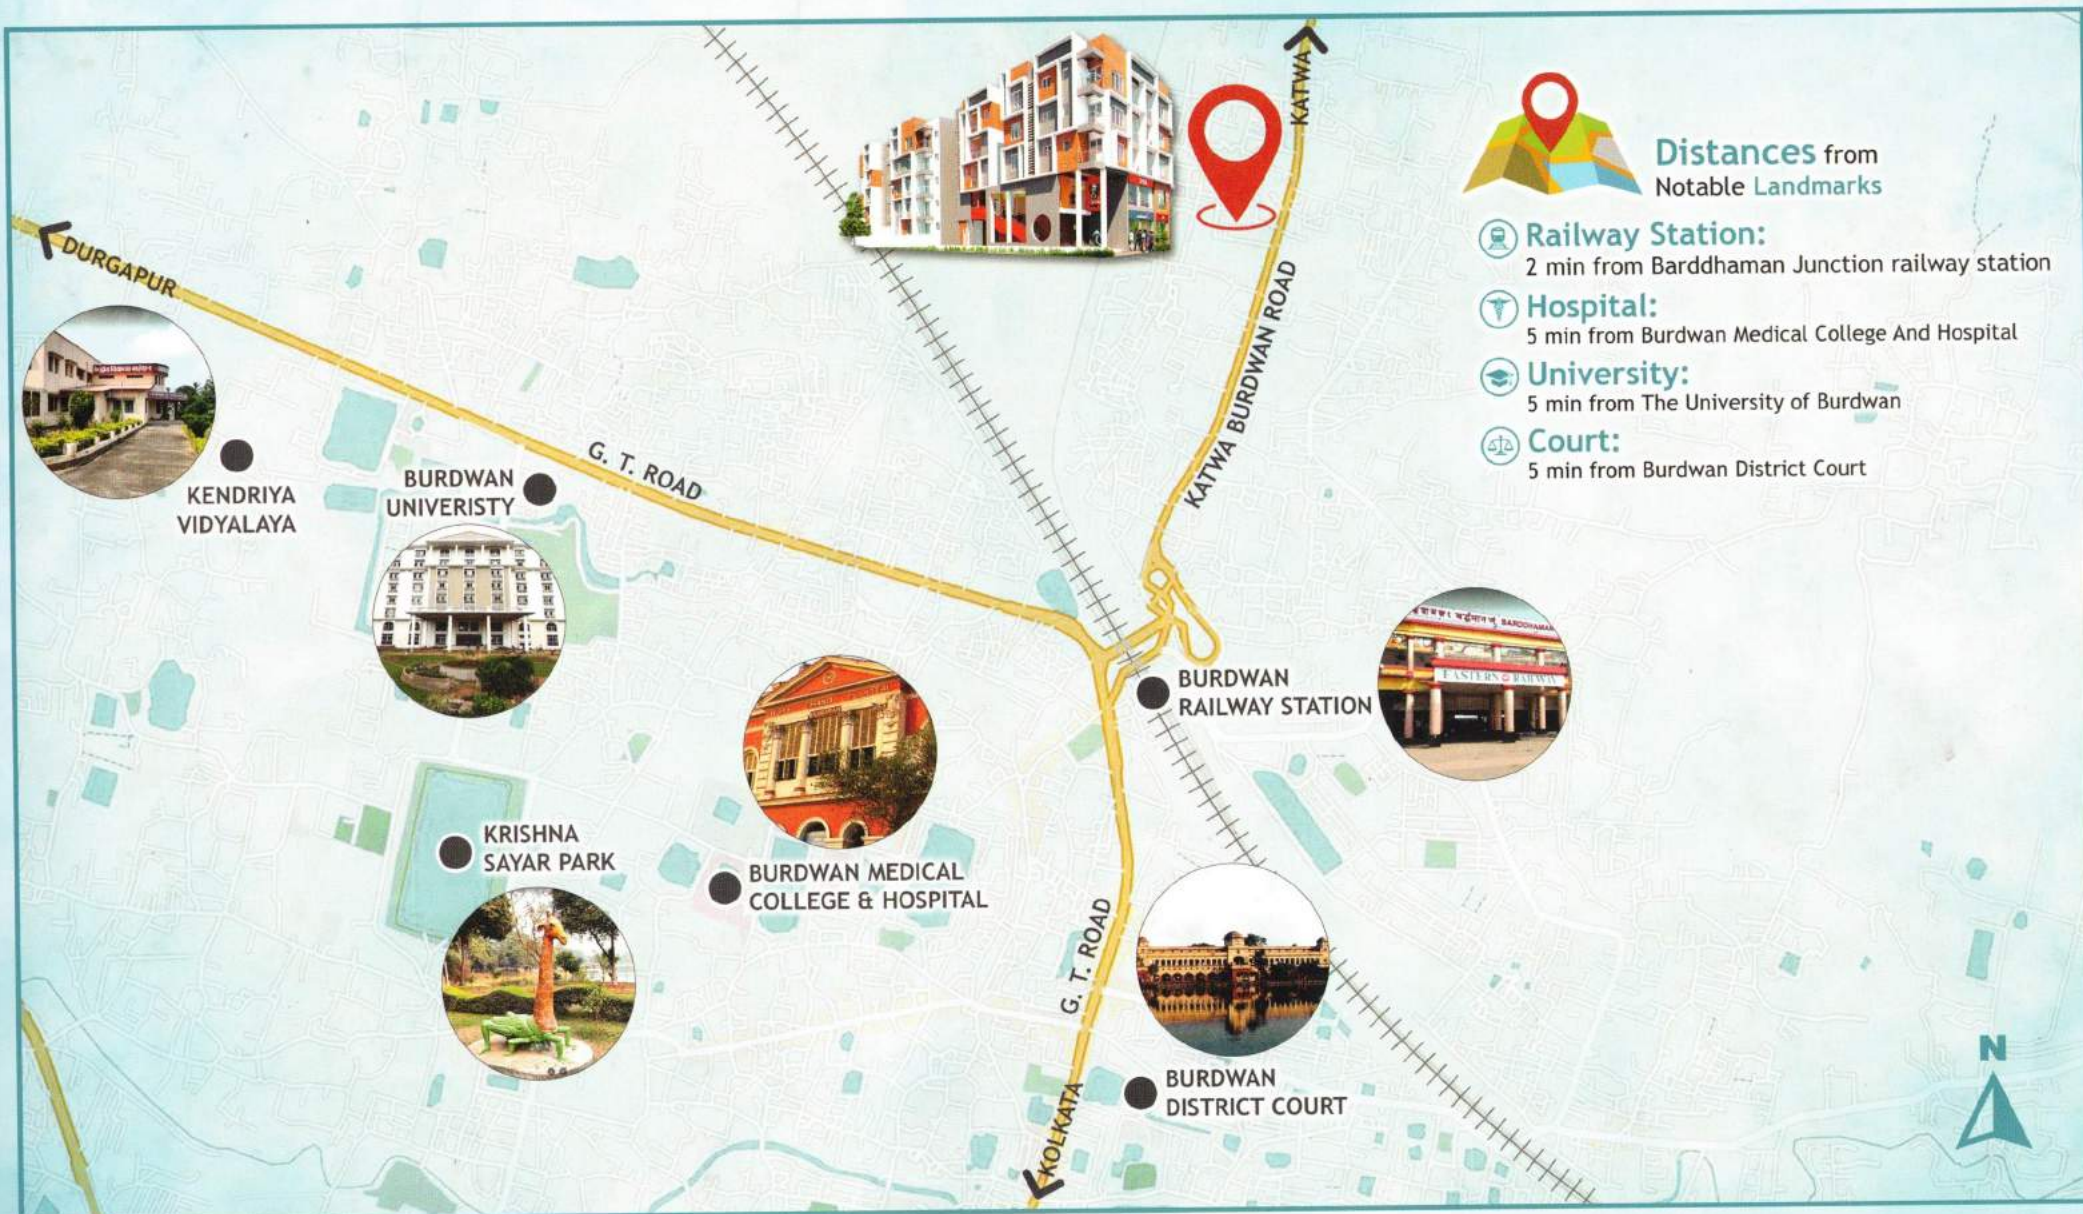 KATWA
DURGAPUR
Distances from
Notable Landmarks
Railway Station:
2 min from Barddhaman Junction railway station
Hospital:
5 min from Burdwan Medical College And Hospital
University:
5 min from The University of Burdwan
Court:
5 min from Burdwan District Court
KATWA BURDWAN ROAD
G. T. ROAD
KENDRIYA
VIDYALAYA
BURDWAN
UNIVERISTY
BURDWAN
RAILWAY STATION
EASTERN RAILWAY
KRISHNA
SAYAR PARK
BURDWAN MEDICAL
COLLEGE & HOSPITAL
G. T. ROAD
KOLKATA
BURDWAN
DISTRICT COURT
N